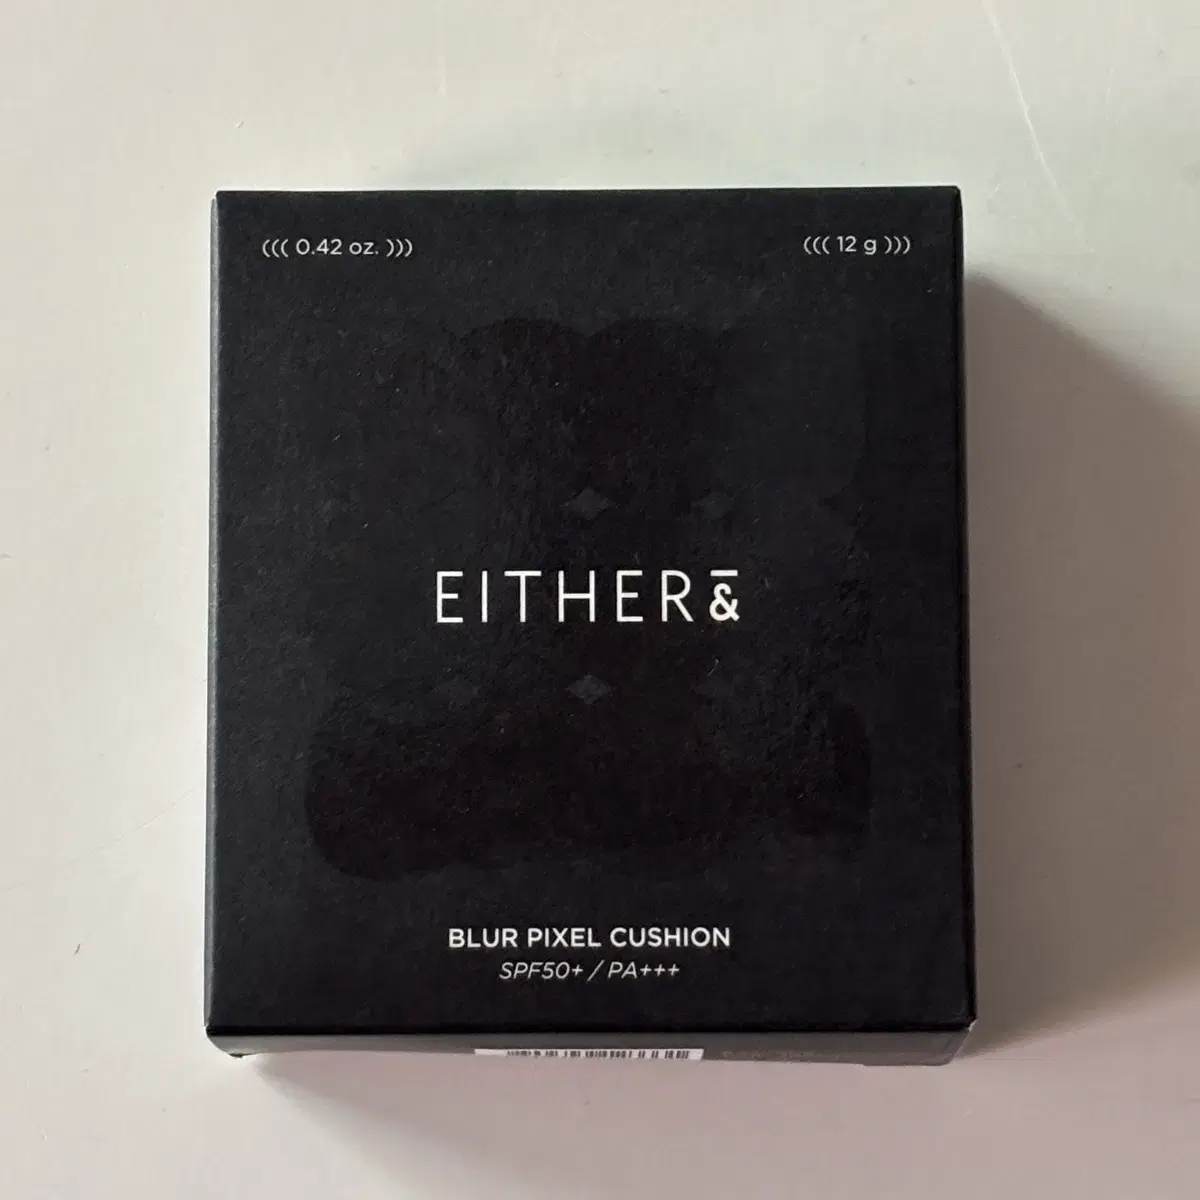 ((( 0.42 oz. ))) ((( 12 g )))
EITHER&
BLUR PIXEL CUSHION
SPF50+ / PA+++